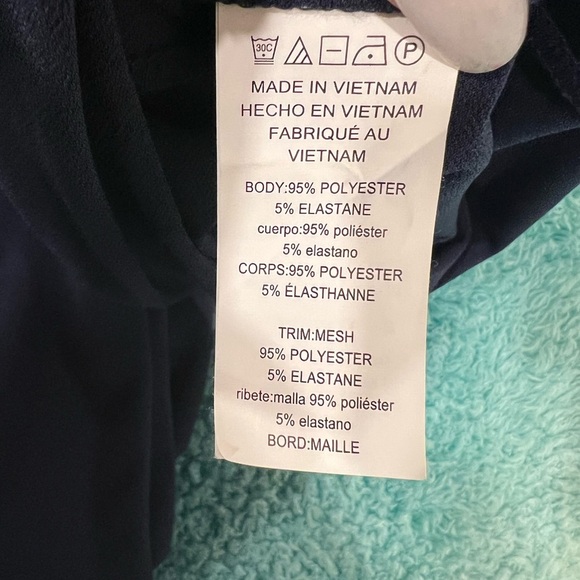 30C P
MADE IN VIETNAM
HECHO EN VIETNAM
FABRIQUÉ AU
VIETNAM
BODY:95% POLYESTER
5% ELASTANE
cuerpo:95% poliéster
5% elastano
CORPS:95% POLYESTER
5% ÉLASTHANNE
TRIM:MESH
95% POLYESTER
5% ELASTANE
ribete:malla 95% poliéster
5% elastano
BORD:MAILLE